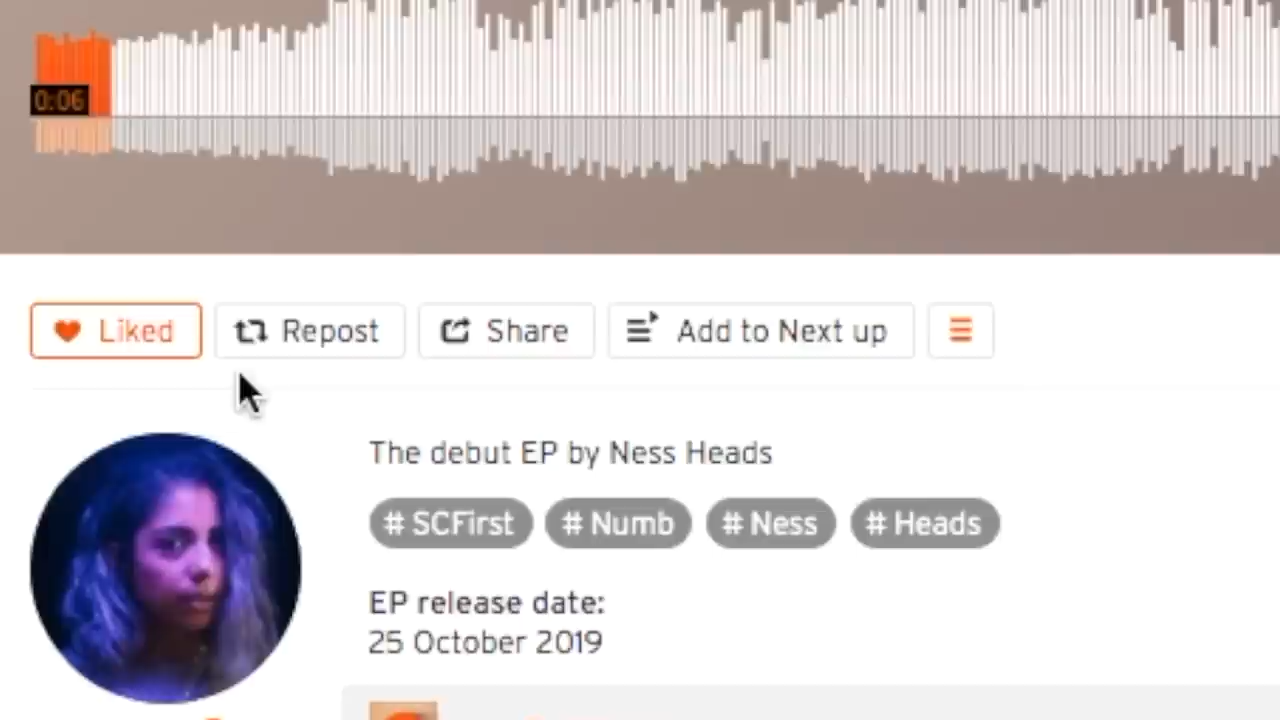 0:06
Liked Repost Share Add to Next up
The debut EP by Ness Heads
# SCFirst # Numb # Ness # Heads
EP release date:
25 October 2019